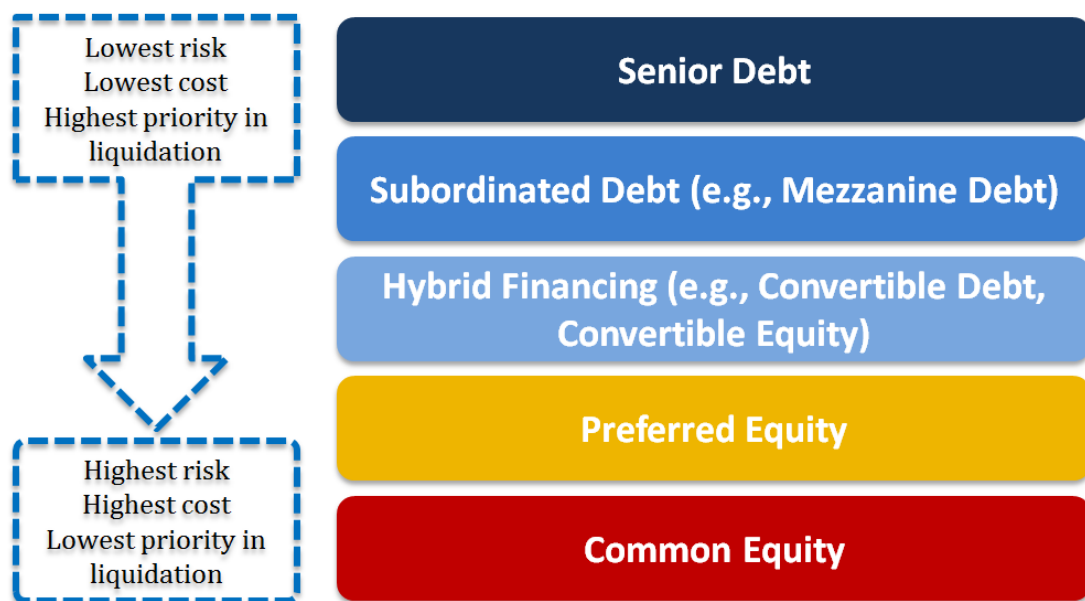 Lowest risk
Lowest cost
Highest priority in
liquidation
Senior Debt
Subordinated Debt (e.g., Mezzanine Debt)
Hybrid Financing (e.g., Convertible Debt,
Convertible Equity)
Preferred Equity
Highest risk
Highest cost
Lowest priority in
liquidation
Common Equity